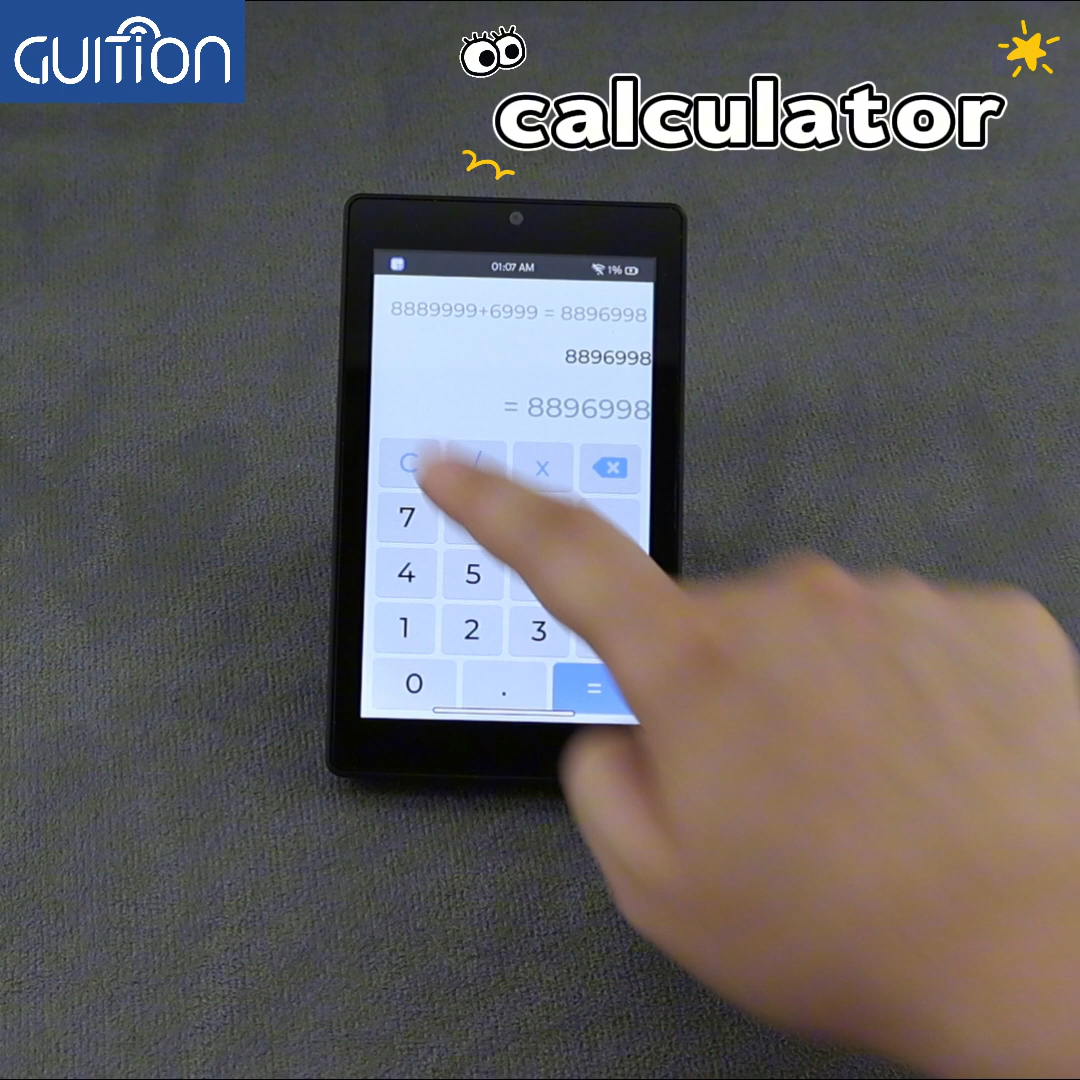 GUITION
calculator
01:07 AM 1%
8889999+6999 = 8896998
8896998
= 8896998
C / x
7
4 5
1 2 3
0 . =